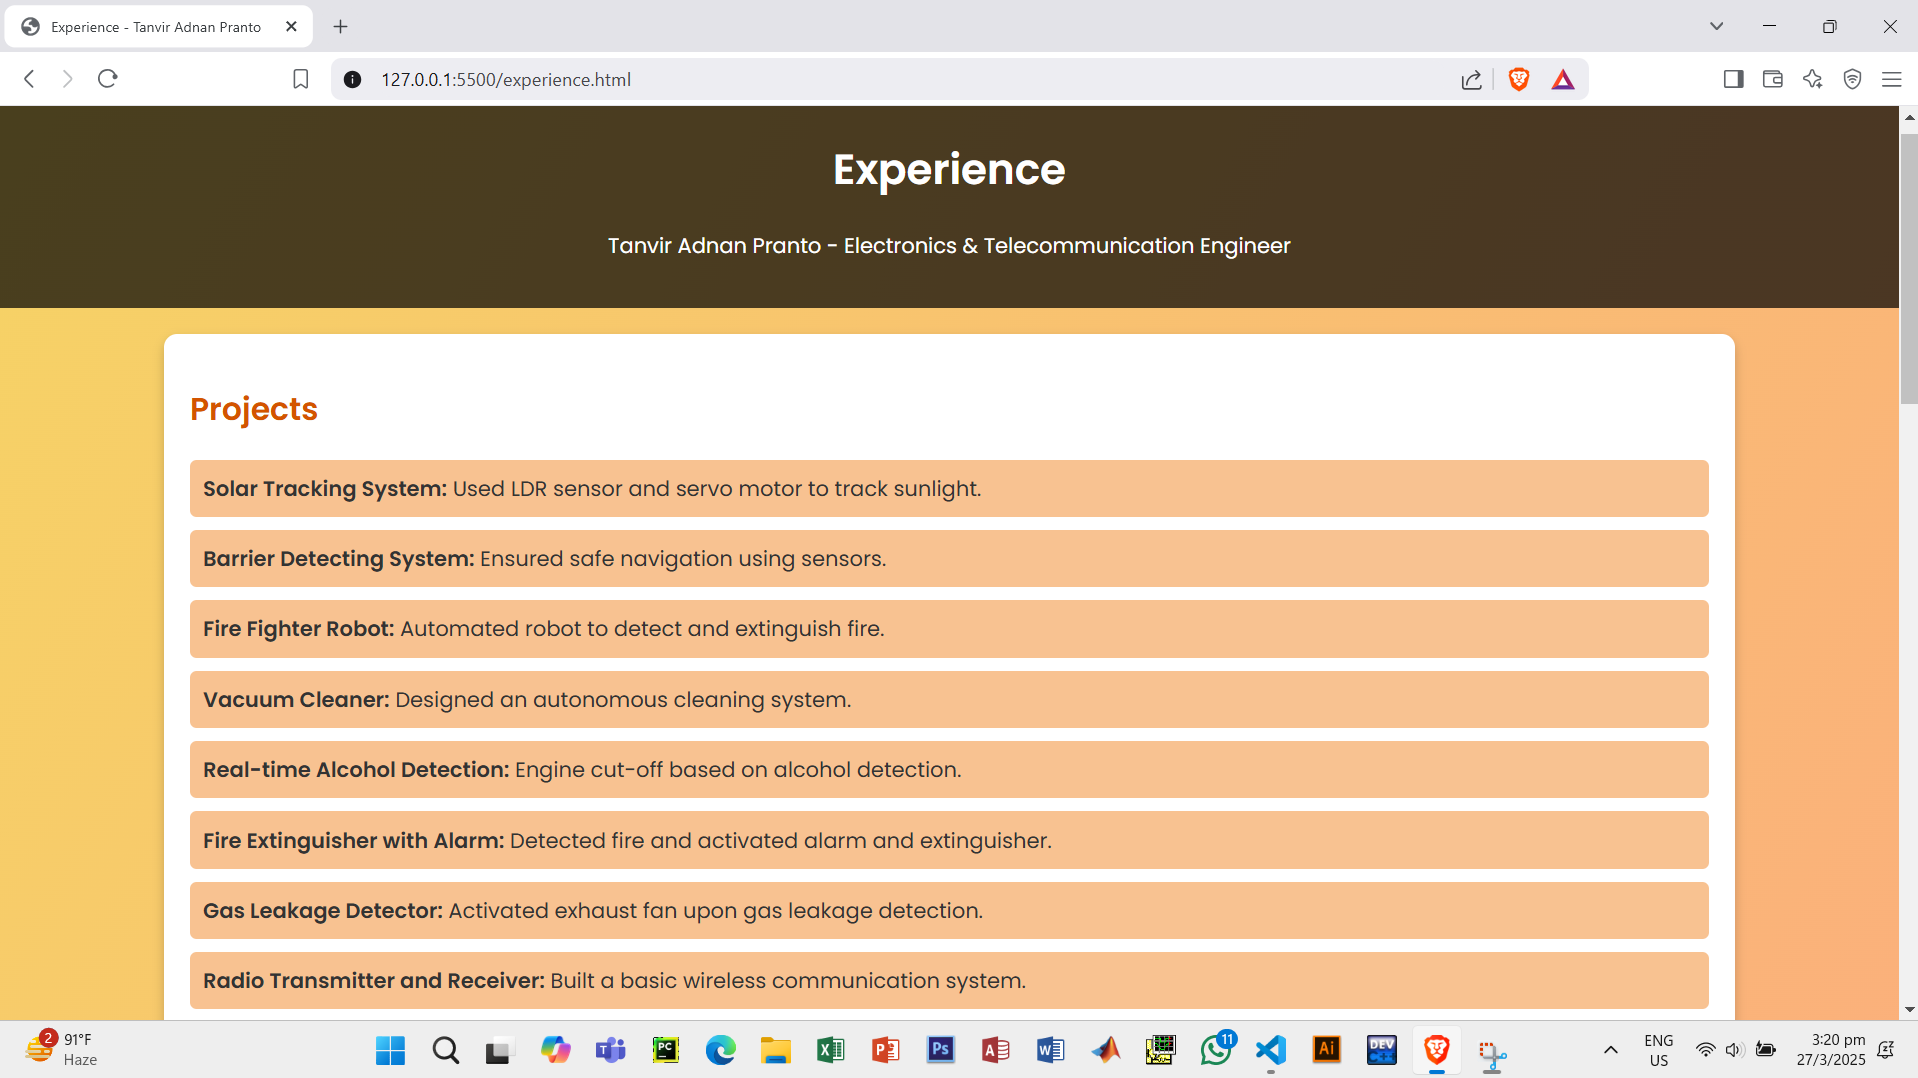 Experience - Tanvir Adnan Pranto
127.0.0.1:5500/experience.html
Experience
Tanvir Adnan Pranto - Electronics & Telecommunication Engineer
Projects
Solar Tracking System: Used LDR sensor and servo motor to track sunlight.
Barrier Detecting System: Ensured safe navigation using sensors.
Fire Fighter Robot: Automated robot to detect and extinguish fire.
Vacuum Cleaner: Designed an autonomous cleaning system.
Real-time Alcohol Detection: Engine cut-off based on alcohol detection.
Fire Extinguisher with Alarm: Detected fire and activated alarm and extinguisher.
Gas Leakage Detector: Activated exhaust fan upon gas leakage detection.
Radio Transmitter and Receiver: Built a basic wireless communication system.
2
91°F
Haze
PC
X
P
Ps
A
W
11
Ai
DEV
C++
ENG
US
3:20 pm
27/3/2025